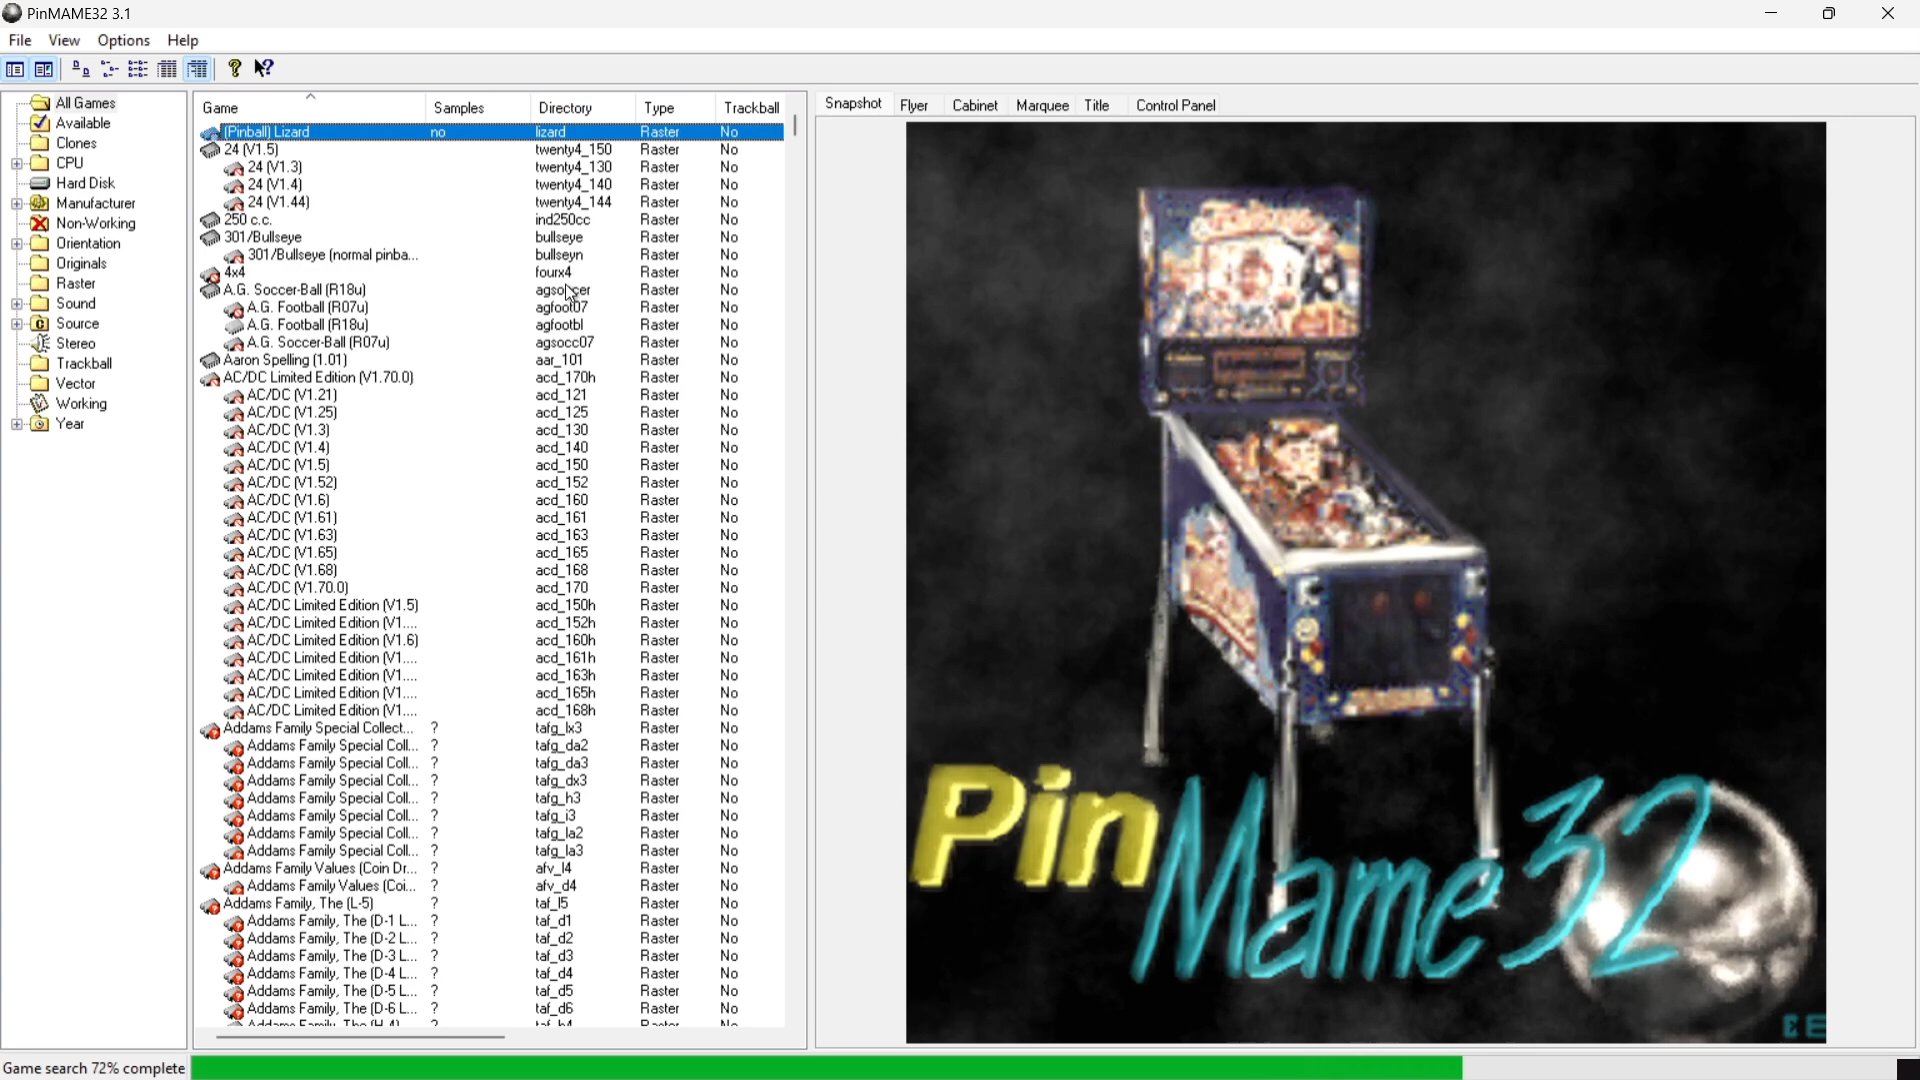 PinMAME32 3.1
File View Options Help
All Games
Available
Clones
CPU
Hard Disk
Manufacturer
Non-Working
Orientation
Originals
Raster
Sound
Source
Stereo
Trackball
Vector
Working
Year
Game Samples Directory Type Trackball
(Pinball) Lizard no lizard Raster No
24 (V1.5) twenty4_150 Raster No
24 (V1.3) twenty4_130 Raster No
24 (V1.4) twenty4_140 Raster No
24 (V1.44) twenty4_144 Raster No
250 c.c. ind250cc Raster No
301/Bullseye bullseye Raster No
301/Bullseye (normal pinba... bullseyn Raster No
4x4 fourx4 Raster No
A.G. Soccer-Ball (R18u) agsoccer Raster No
A.G. Football (R07u) agfoot07 Raster No
A.G. Football (R18u) agfootbl Raster No
A.G. Soccer-Ball (R07u) agsocc07 Raster No
Aaron Spelling (1.01) aar_101 Raster No
AC/DC Limited Edition (V1.70.0) acd_170h Raster No
AC/DC (V1.21) acd_121 Raster No
AC/DC (V1.25) acd_125 Raster No
AC/DC (V1.3) acd_130 Raster No
AC/DC (V1.4) acd_140 Raster No
AC/DC (V1.5) acd_150 Raster No
AC/DC (V1.52) acd_152 Raster No
AC/DC (V1.6) acd_160 Raster No
AC/DC (V1.61) acd_161 Raster No
AC/DC (V1.63) acd_163 Raster No
AC/DC (V1.65) acd_165 Raster No
AC/DC (V1.68) acd_168 Raster No
AC/DC (V1.70.0) acd_170 Raster No
AC/DC Limited Edition (V1.5) acd_150h Raster No
AC/DC Limited Edition (V1.... acd_152h Raster No
AC/DC Limited Edition (V1.6) acd_160h Raster No
AC/DC Limited Edition (V1.... acd_161h Raster No
AC/DC Limited Edition (V1.... acd_163h Raster No
AC/DC Limited Edition (V1.... acd_165h Raster No
AC/DC Limited Edition (V1.... acd_168h Raster No
Addams Family Special Collect... ? tafg_lx3 Raster No
Addams Family Special Coll... ? tafg_da2 Raster No
Addams Family Special Coll... ? tafg_da3 Raster No
Addams Family Special Coll... ? tafg_dx3 Raster No
Addams Family Special Coll... ? tafg_h3 Raster No
Addams Family Special Coll... ? tafg_i3 Raster No
Addams Family Special Coll... ? tafg_la2 Raster No
Addams Family Special Coll... ? tafg_la3 Raster No
Addams Family Values (Coin Dr... ? afv_l4 Raster No
Addams Family Values (Coi... ? afv_d4 Raster No
Addams Family, The (L-5) ? taf_l5 Raster No
Addams Family, The (D-1 L... ? taf_d1 Raster No
Addams Family, The (D-2 L... ? taf_d2 Raster No
Addams Family, The (D-3 L... ? taf_d3 Raster No
Addams Family, The (D-4 L... ? taf_d4 Raster No
Addams Family, The (D-5 L... ? taf_d5 Raster No
Addams Family, The (D-6 L... ? taf_d6 Raster No
Addams Family, The (H-4) ? taf_h4 Raster No
Snapshot Flyer Cabinet Marquee Title Control Panel
PinMame32
Game search 72% complete